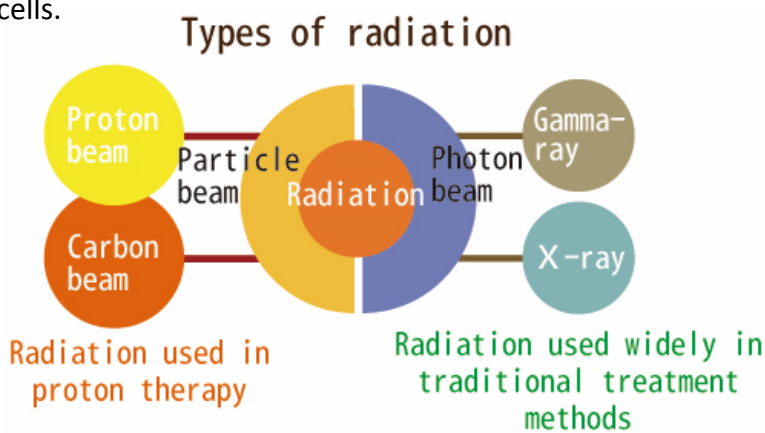 cells.
Types of radiation
Proton
beam
Carbon
beam
Particle
beam
Radiation
Photon
beam
Gamma-
ray
X-ray
Radiation used in
proton therapy
Radiation used widely in
traditional treatment
methods